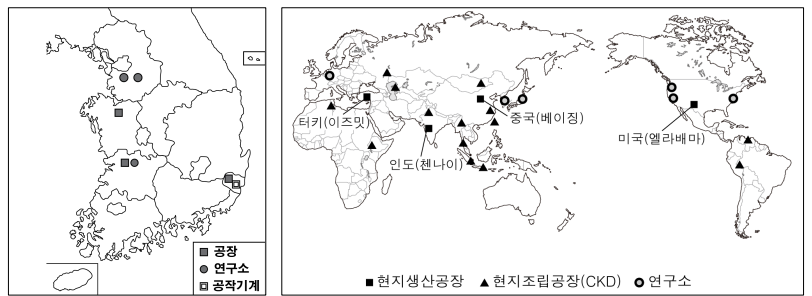 공장
연구소
공작기계
터키(이즈밋)
중국(베이징)
인도(첸나이)
미국(엘라배마)
현지생산공장
현지조립공장(CKD)
연구소